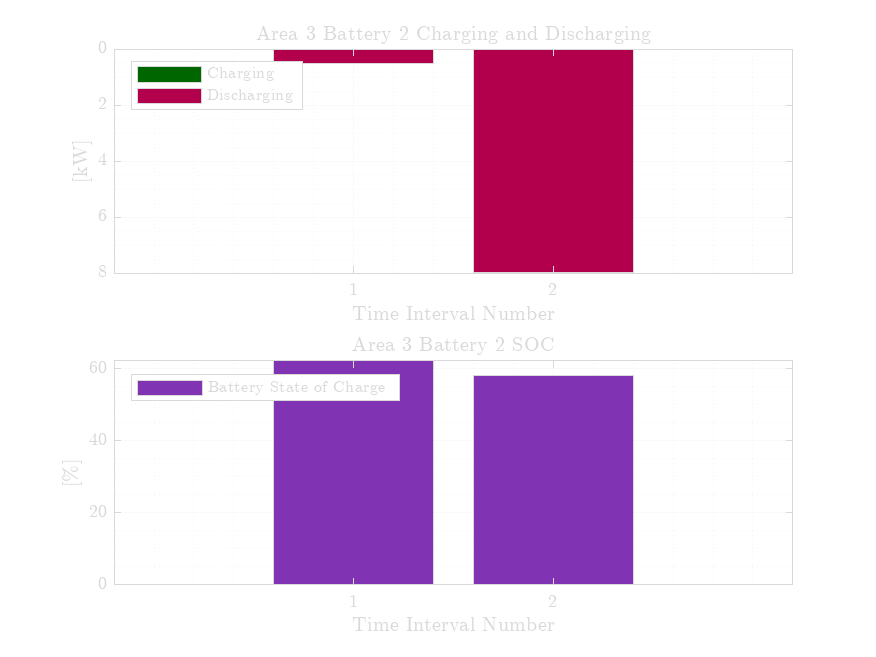 Area 3 Battery 2 Charging and Discharging
0
2
4
6
8
[kW]
Charging
Discharging
1
2
Time Interval Number
Area 3 Battery 2 SOC
60
40
20
0
[%]
Battery State of Charge
1
2
Time Interval Number